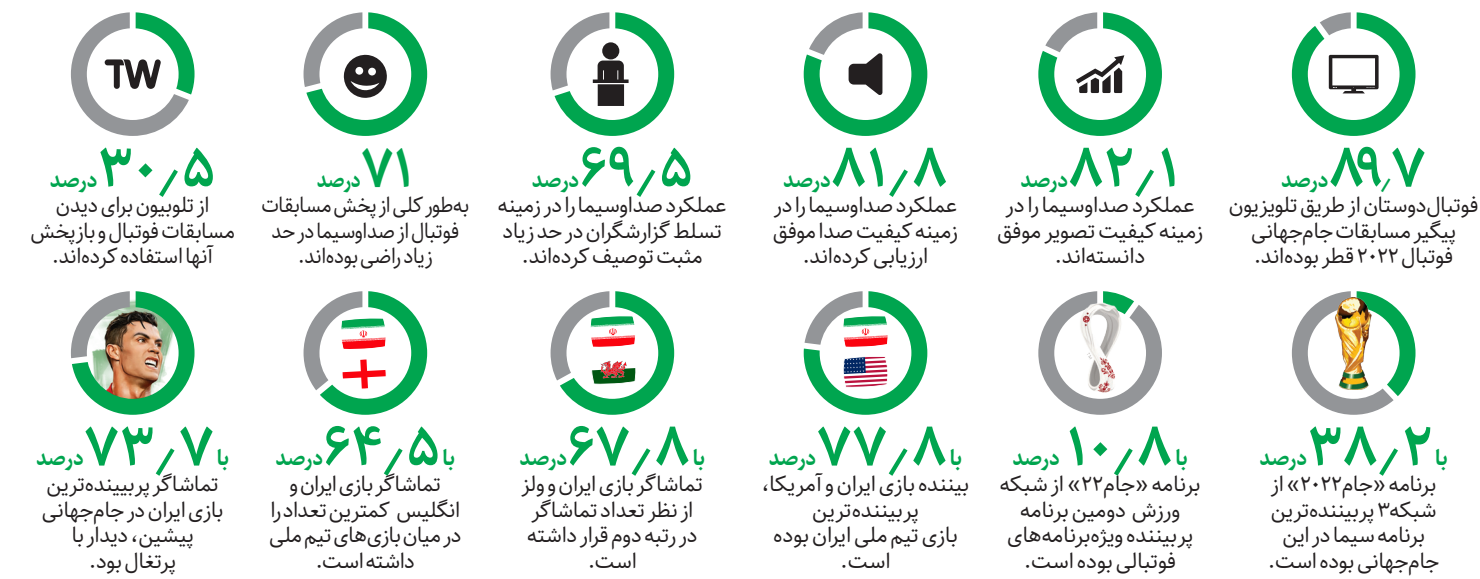 ۸۹٫۷ درصد
فوتبال‌دوستان از طریق تلویزیون
پیگیر مسابقات جام‌جهانی
فوتبال ۲۰۲۲ قطر بوده‌اند.
۸۲٫۱ درصد
عملکرد صداوسیما را در
زمینه کیفیت تصویر موفق
دانسته‌اند.
۸۱٫۸ درصد
عملکرد صداوسیما را در
زمینه کیفیت صدا موفق
ارزیابی کرده‌اند.
۶۹٫۵ درصد
عملکرد صداوسیما را در زمینه
تسلط گزارشگران در حد زیاد
مثبت توصیف کرده‌اند.
۷۱ درصد
به‌طور کلی از پخش مسابقات
فوتبال از صداوسیما در حد
زیاد راضی بوده‌اند.
TW
۳۰٫۵ درصد
از تلوبیون برای دیدن
مسابقات فوتبال و بازپخش
آنها استفاده کرده‌اند.
با ۳۸٫۲ درصد
برنامه «جام۲۰۲۲» از
شبکه۳ پربیننده‌ترین
برنامه سیما در این
جام‌جهانی بوده است.
با ۱۰٫۸ درصد
برنامه «جام۲۲» از شبکه
ورزش دومین برنامه
پربیننده ویژه‌برنامه‌های
فوتبالی بوده است.
با ۷۷٫۸ درصد
بیننده بازی ایران و آمریکا،
پربیننده‌ترین
بازی تیم ملی ایران بوده
است.
با ۶۷٫۸ درصد
تماشاگر بازی ایران و ولز
از نظر تعداد تماشاگر
در رتبه دوم قرار داشته
است.
با ۶۴٫۵ درصد
تماشاگر بازی ایران و
انگلیس کمترین تعداد را
در میان بازی‌های تیم ملی
داشته است.
با ۷۳٫۷ درصد
تماشاگر پربییننده‌ترین
بازی ایران در جام‌جهانی
پیشین، دیدار با
پرتغال بود.